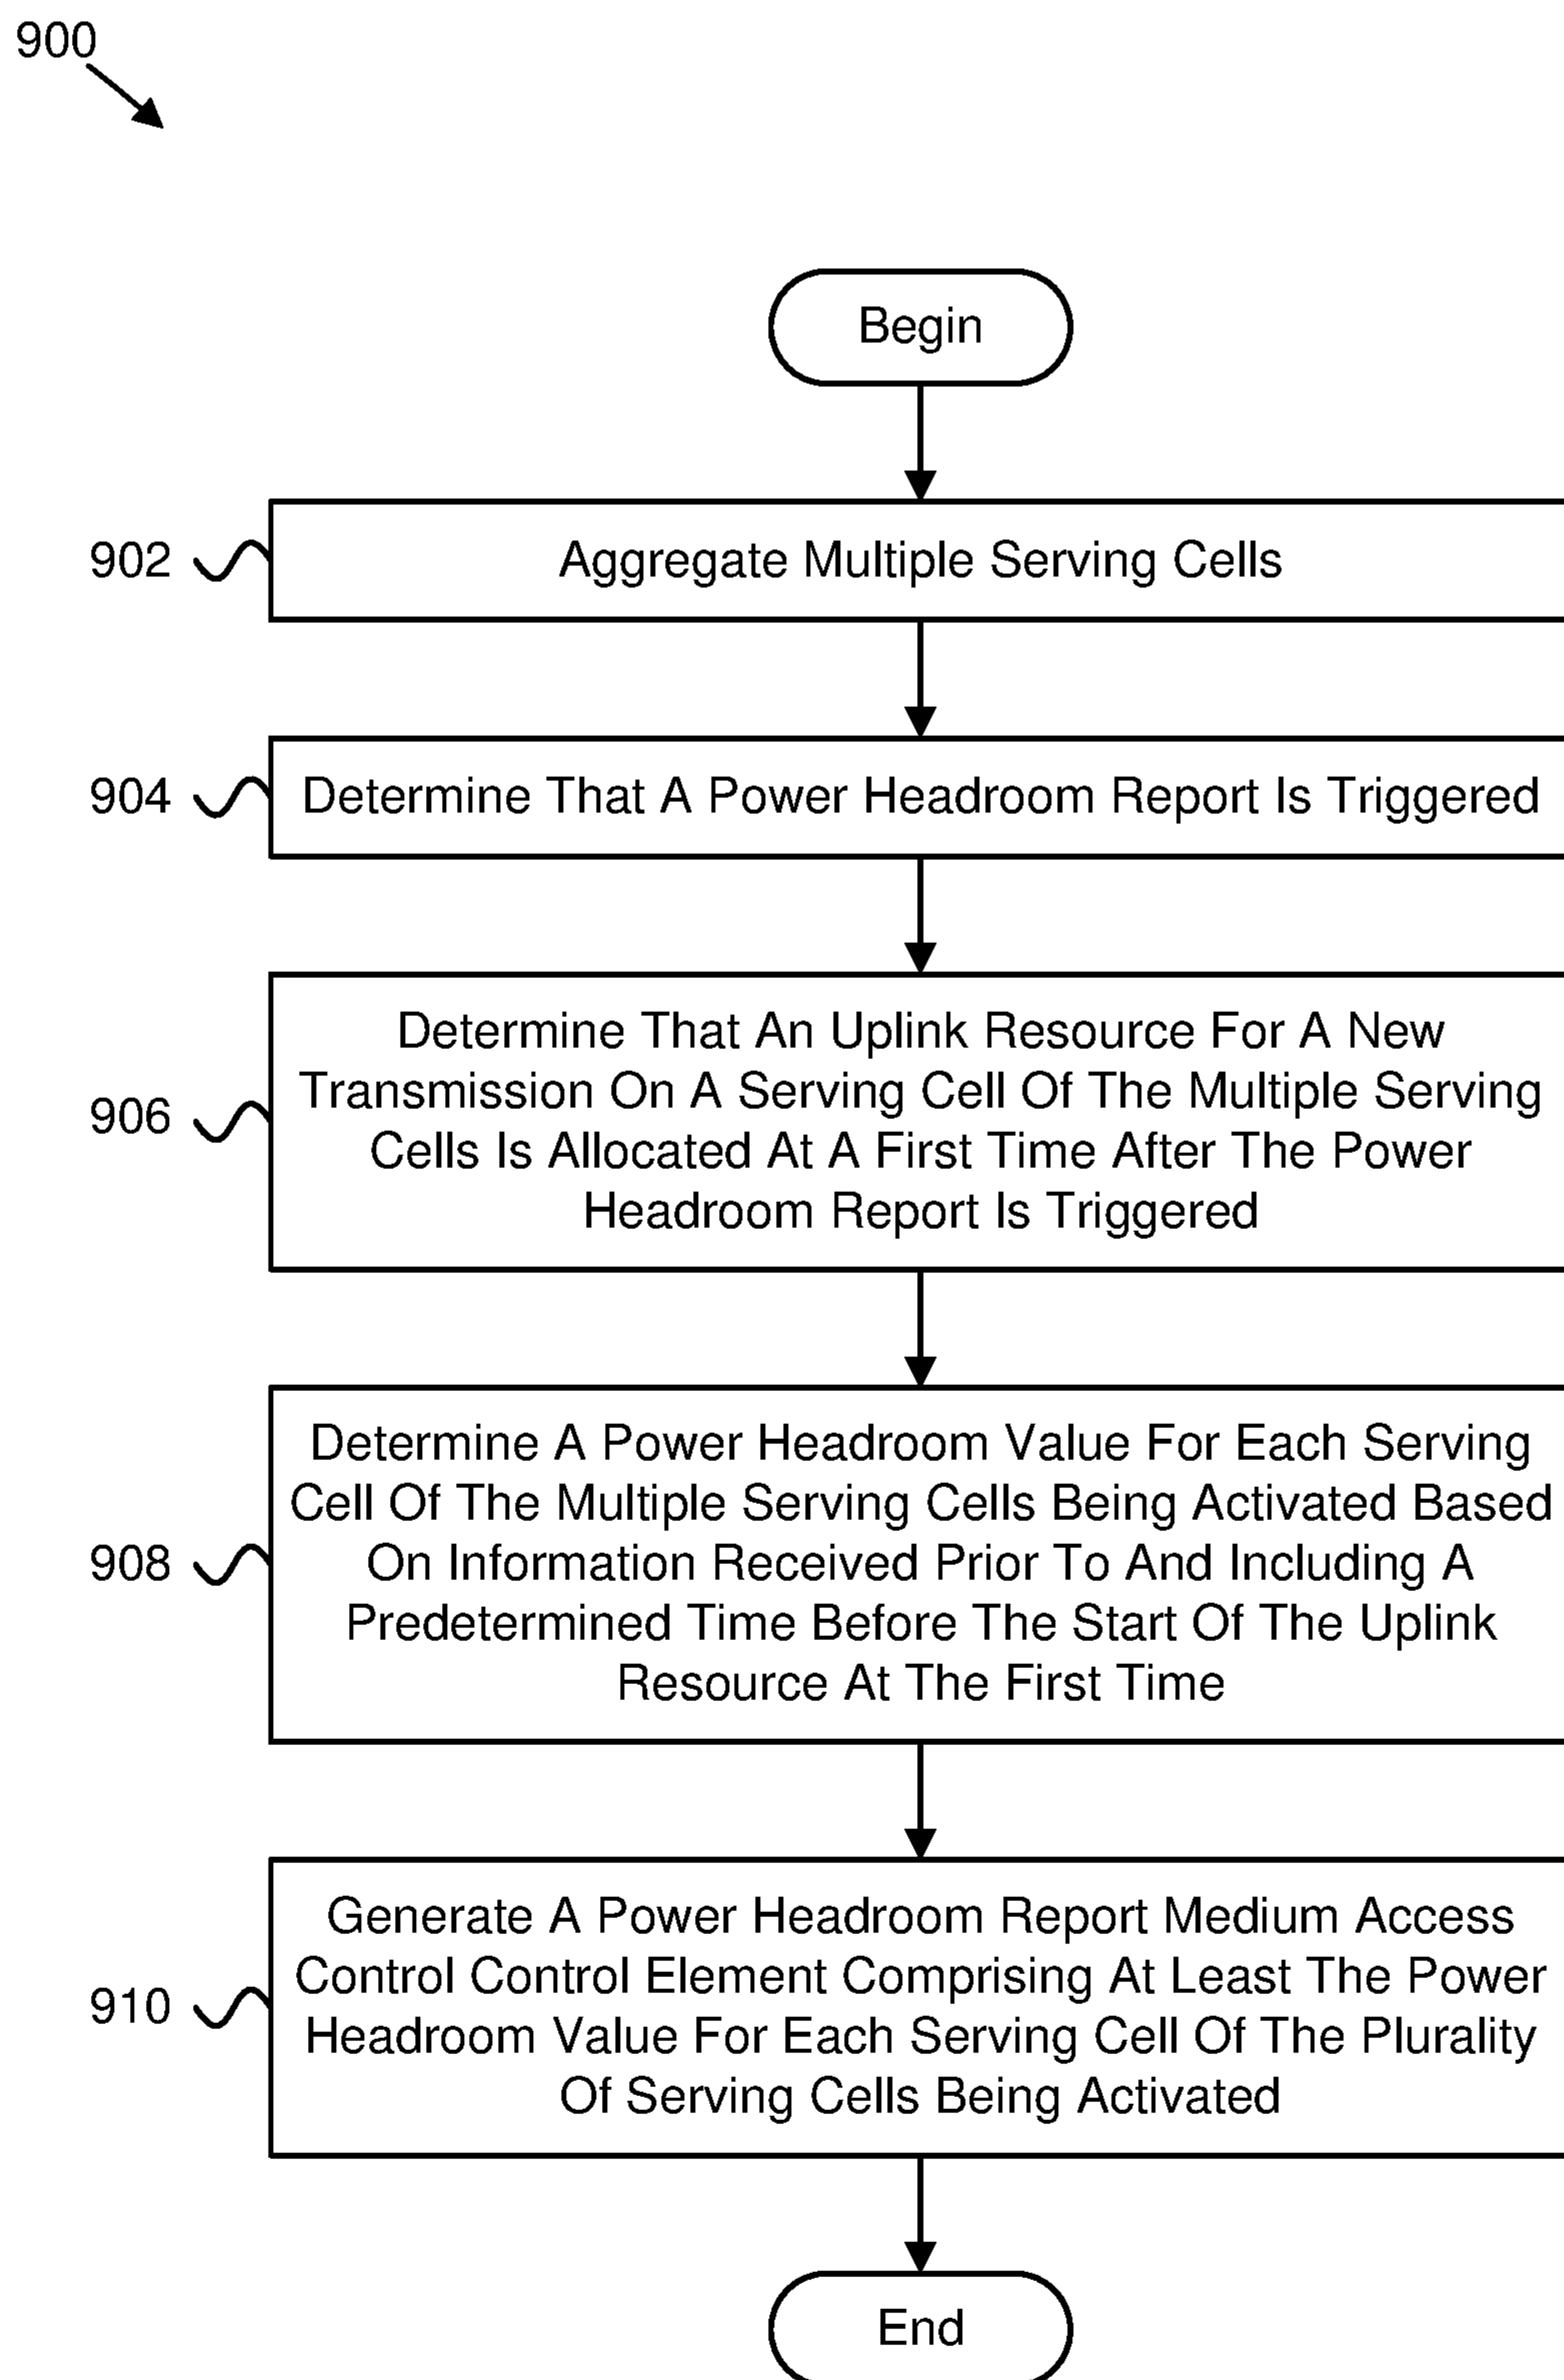 900
Begin
902
Aggregate Multiple Serving Cells
904
Determine That A Power Headroom Report Is Triggered
906
Determine That An Uplink Resource For A New
Transmission On A Serving Cell Of The Multiple Serving
Cells Is Allocated At A First Time After The Power
Headroom Report Is Triggered
908
Determine A Power Headroom Value For Each Serving
Cell Of The Multiple Serving Cells Being Activated Based
On Information Received Prior To And Including A
Predetermined Time Before The Start Of The Uplink
Resource At The First Time
910
Generate A Power Headroom Report Medium Access
Control Control Element Comprising At Least The Power
Headroom Value For Each Serving Cell Of The Plurality
Of Serving Cells Being Activated
End